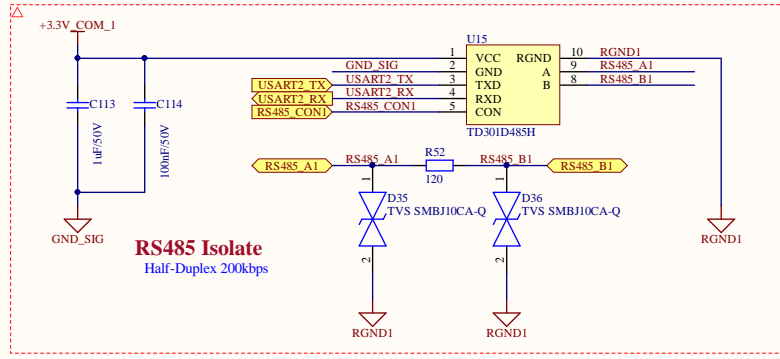 +3.3V_COM_1
U15
1 VCC RGND 10 RGND1
GND_SIG 2 GND A 9 RS485_A1
USART2_TX USART2_TX 3 TXD B 8 RS485_B1
USART2_RX USART2_RX 4 RXD
RS485_CON1 RS485_CON1 5 CON
TD301D485H
C113 C114
1uF/50V 100nF/50V
R52
RS485_A1 RS485_A1 RS485_B1 RS485_B1
120
1 1
D35 D36
TVS SMBJ10CA-Q TVS SMBJ10CA-Q
2 2
GND_SIG RGND1
RS485 Isolate
Half-Duplex 200kbps
RGND1 RGND1